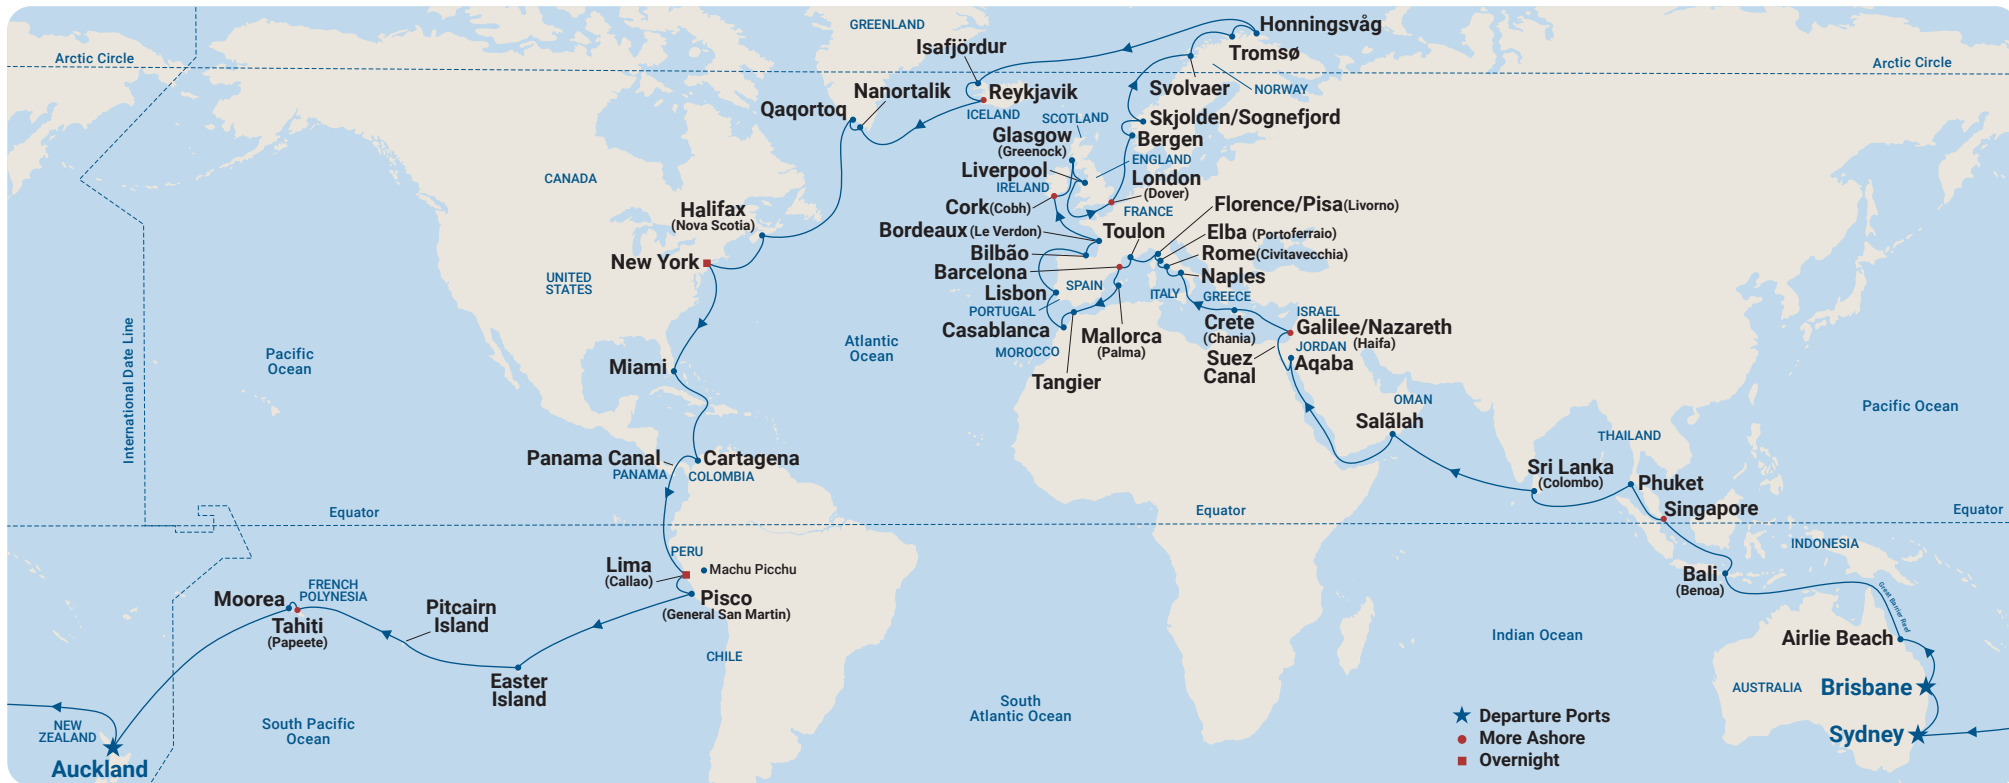 GREENLAND
Honningsvåg
Isafjördur
Tromsø
Arctic Circle
Arctic Circle
Svolvaer
NORWAY
Nanortalik
Reykjavik
Qaqortoq
ICELAND
SCOTLAND
Skjolden/Sognefjord
Glasgow
(Greenock)
Bergen
ENGLAND
Liverpool
London
(Dover)
IRELAND
CANADA
Cork(Cobh)
FRANCE
Florence/Pisa(Livorno)
Halifax
(Nova Scotia)
Bordeaux (Le Verdon)
Toulon
Elba (Portoferraio)
Bilbão
Rome(Civitavecchia)
New York
Barcelona
Naples
UNITED
STATES
Lisbon
SPAIN
ITALY
GREECE
PORTUGAL
ISRAEL
Casablanca
Mallorca
(Palma)
Crete
(Chania)
Galilee/Nazareth
(Haifa)
MOROCCO
JORDAN
Suez
Canal
Aqaba
Tangier
International Date Line
Pacific
Ocean
Atlantic
Ocean
Miami
OMAN
Pacific Ocean
Salãlah
THAILAND
Panama Canal
Cartagena
PANAMA
COLOMBIA
Sri Lanka
(Colombo)
Phuket
Singapore
Equator
Equator
Equator
INDONESIA
PERU
Lima
(Callao)
Machu Picchu
Bali
(Benoa)
FRENCH
POLYNESIA
Moorea
Pisco
(General San Martin)
Pitcairn
Island
Tahiti
(Papeete)
Great Barrier Reef
Indian Ocean
Airlie Beach
CHILE
Easter
Island
AUSTRALIA
Brisbane
South
Atlantic Ocean
South Pacific
Ocean
NEW
ZEALAND
Sydney
Auckland
Departure Ports
More Ashore
Overnight